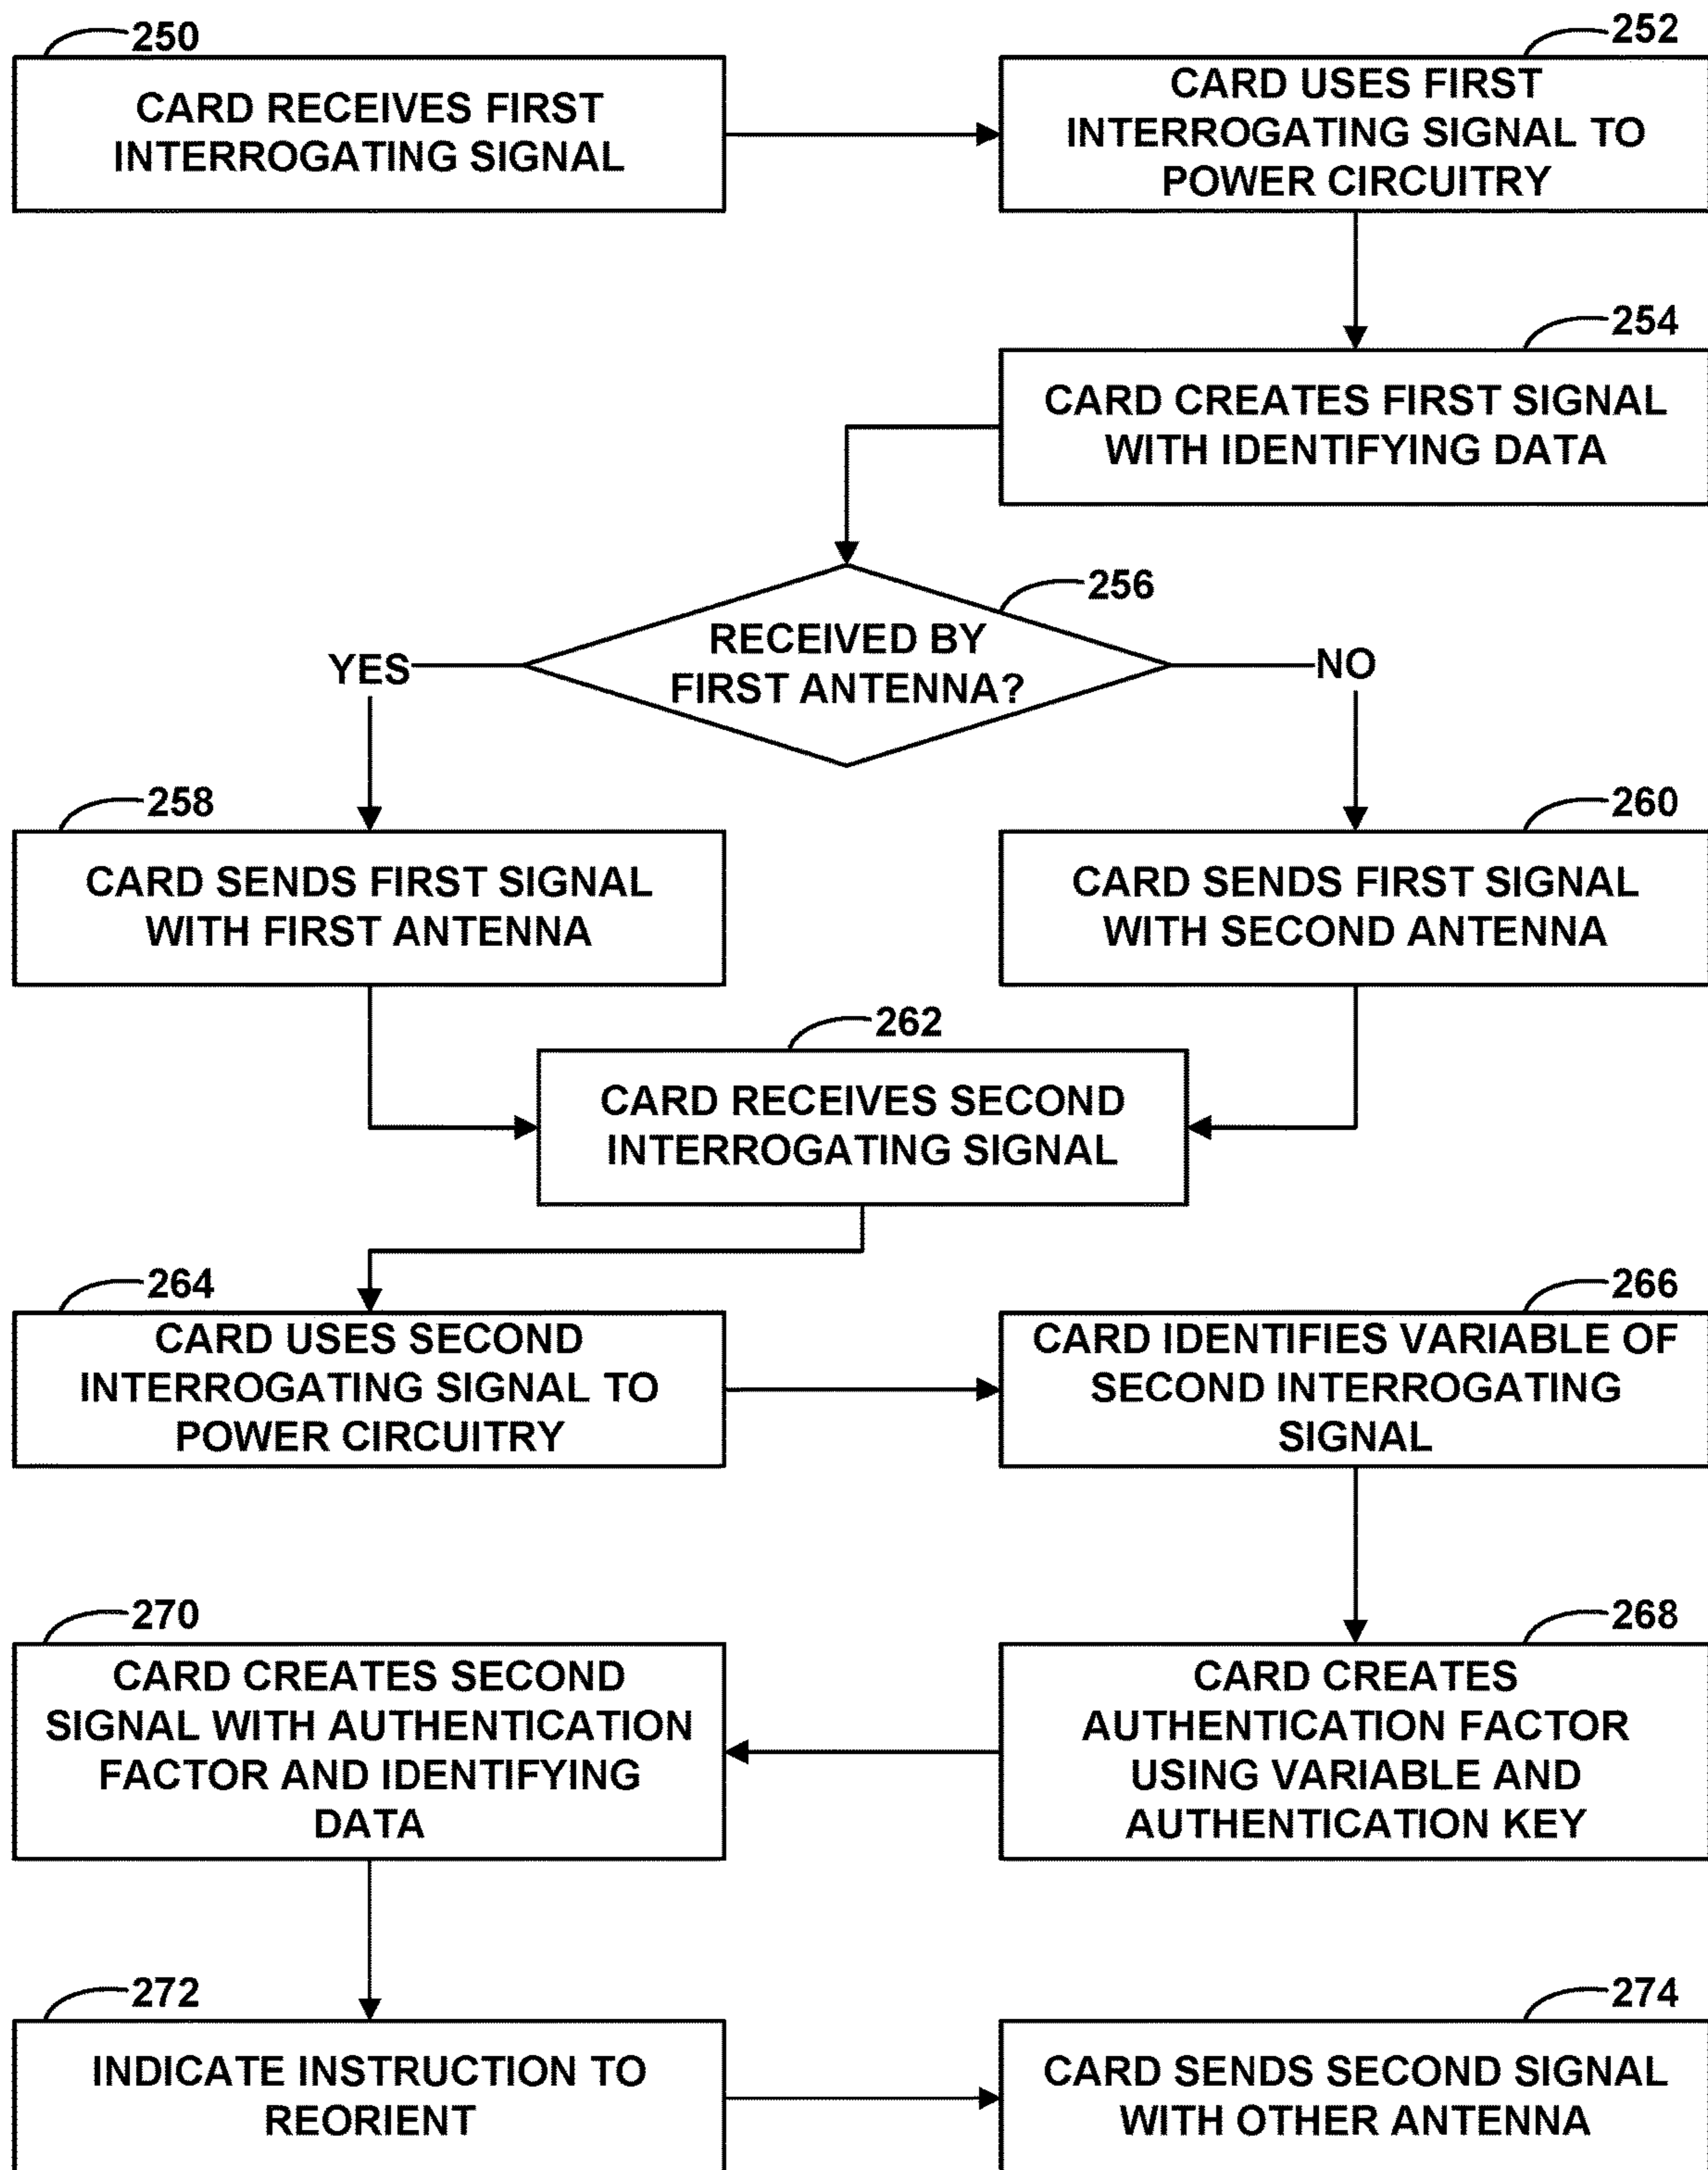 250
CARD RECEIVES FIRST
INTERROGATING SIGNAL
252
CARD USES FIRST
INTERROGATING SIGNAL TO
POWER CIRCUITRY
254
CARD CREATES FIRST SIGNAL
WITH IDENTIFYING DATA
256
RECEIVED BY
FIRST ANTENNA?
YES
NO
258
CARD SENDS FIRST SIGNAL
WITH FIRST ANTENNA
260
CARD SENDS FIRST SIGNAL
WITH SECOND ANTENNA
262
CARD RECEIVES SECOND
INTERROGATING SIGNAL
264
CARD USES SECOND
INTERROGATING SIGNAL TO
POWER CIRCUITRY
266
CARD IDENTIFIES VARIABLE OF
SECOND INTERROGATING
SIGNAL
268
CARD CREATES
AUTHENTICATION FACTOR
USING VARIABLE AND
AUTHENTICATION KEY
270
CARD CREATES SECOND
SIGNAL WITH AUTHENTICATION
FACTOR AND IDENTIFYING
DATA
272
INDICATE INSTRUCTION TO
REORIENT
274
CARD SENDS SECOND SIGNAL
WITH OTHER ANTENNA